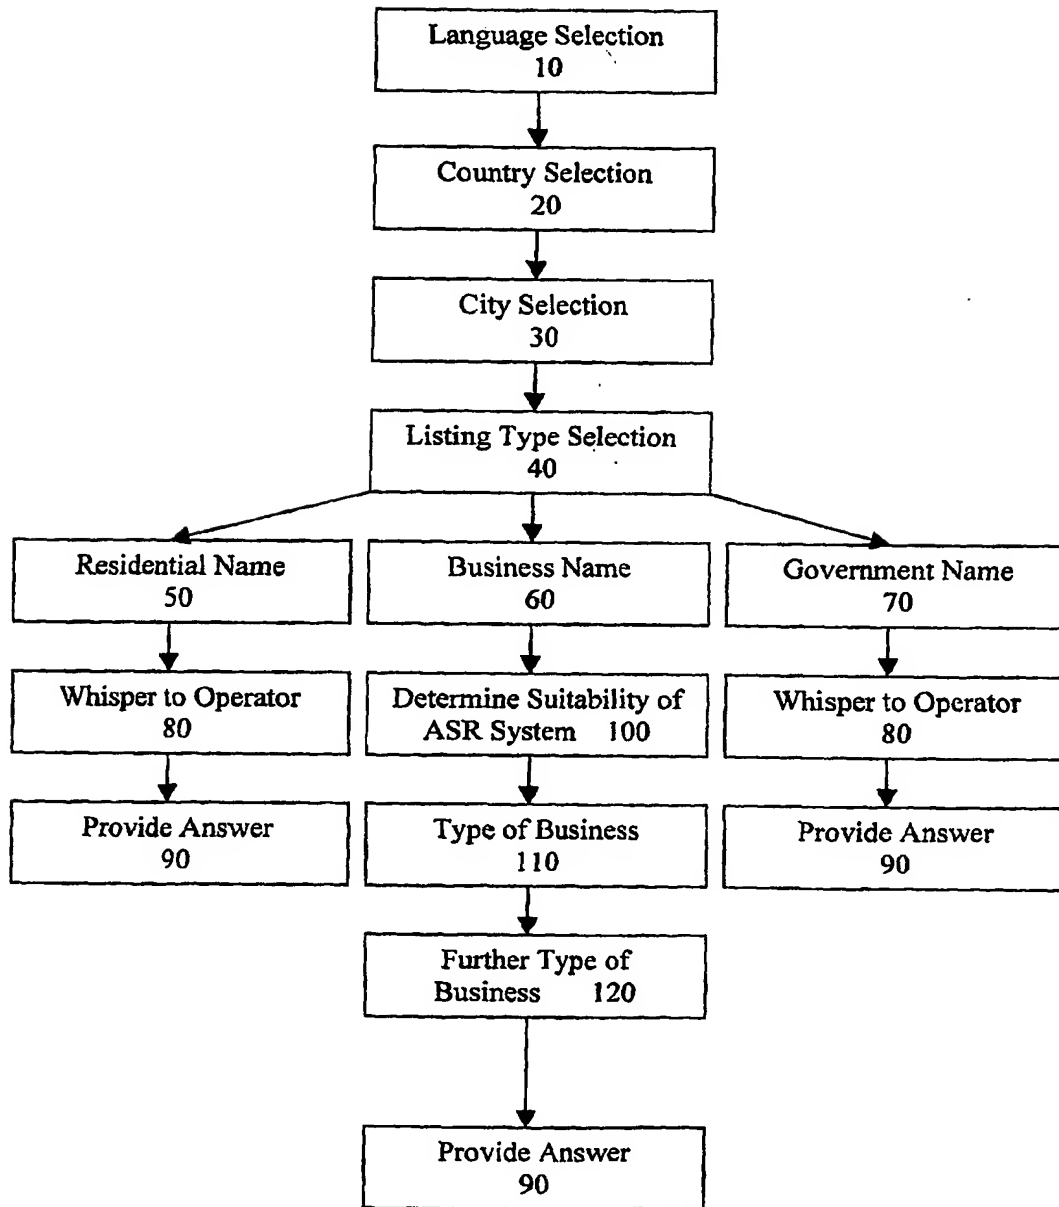 Language Selection
10
Country Selection
20
City Selection
30
Listing Type Selection
40
Residential Name
50
Business Name
60
Government Name
70
Whisper to Operator
80
Determine Suitability of
ASR System 100
Whisper to Operator
80
Provide Answer
90
Type of Business
110
Provide Answer
90
Further Type of
Business 120
Provide Answer
90